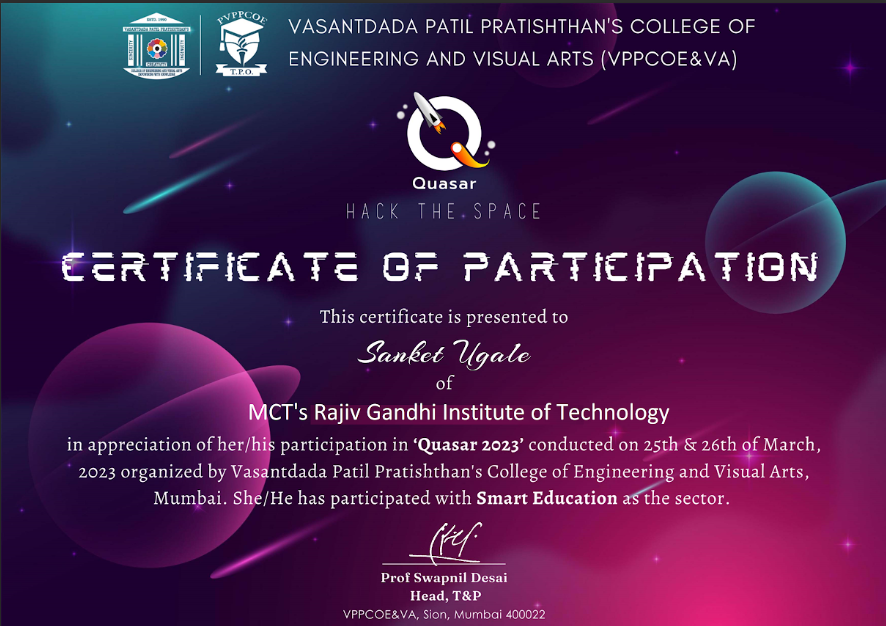 ESTD. 1990
PVPPCOE
T.P.O.
VASANTDADA PATIL PRATISHTHAN'S COLLEGE OF
ENGINEERING AND VISUAL ARTS (VPPCOE&VA)
Quasar
HACK THE SPACE
CERTIFICATE OF PARTICIPATION
This certificate is presented to
Sanket Ugale
of
MCT's Rajiv Gandhi Institute of Technology
in appreciation of her/his participation in ‘Quasar 2023’ conducted on 25th & 26th of March,
2023 organized by Vasantdada Patil Pratishthan's College of Engineering and Visual Arts,
Mumbai. She/He has participated with Smart Education as the sector.
Prof Swapnil Desai
Head, T&P
VPPCOE&VA, Sion, Mumbai 400022